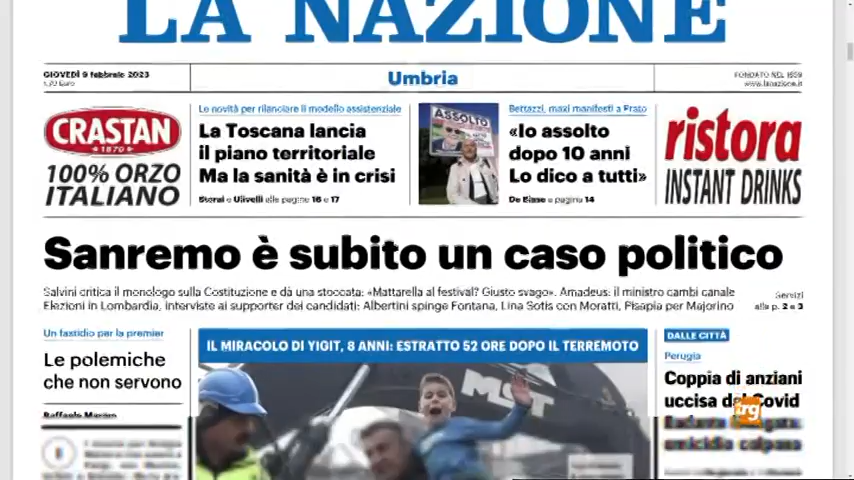 LA NAZIONE
GIOVEDÌ 9 febbraio 2023
1,70 Euro
Umbria
FONDATO NEL 1859
www.lanazione.it
CRASTAN
1870
100% ORZO
ITALIANO
Le novità per rilanciare il modello assistenziale
La Toscana lancia
il piano territoriale
Ma la sanità è in crisi
e Ulivelli alle pagine 16 e 17
ASSOLTO
Bettazzi, maxi manifesti a Prato
«Io assolto
dopo 10 anni
Lo dico a tutti»
De Biase a pagina 14
ristora
INSTANT DRINKS
Sanremo è subito un caso politico
Salvini critica il monologo sulla Costituzione e dà una stoccata: «Mattarella al festival? Giusto svago». Amadeus: il ministro cambi canale
Elezioni in Lombardia, interviste ai supporter dei candidati: Albertini spinge Fontana, Lina Sotis con Moratti, Pisapia per Majorino
Servizi
alle p. 2 e 3
Un fastidio per la premier
Le polemiche
che non servono
Raffaele Marmo
IL MIRACOLO DI YIGIT, 8 ANNI: ESTRATTO 52 ORE DOPO IL TERREMOTO
DALLE CITTÀ
Perugia
Coppia di anziani
uccisa dal Covid
trg